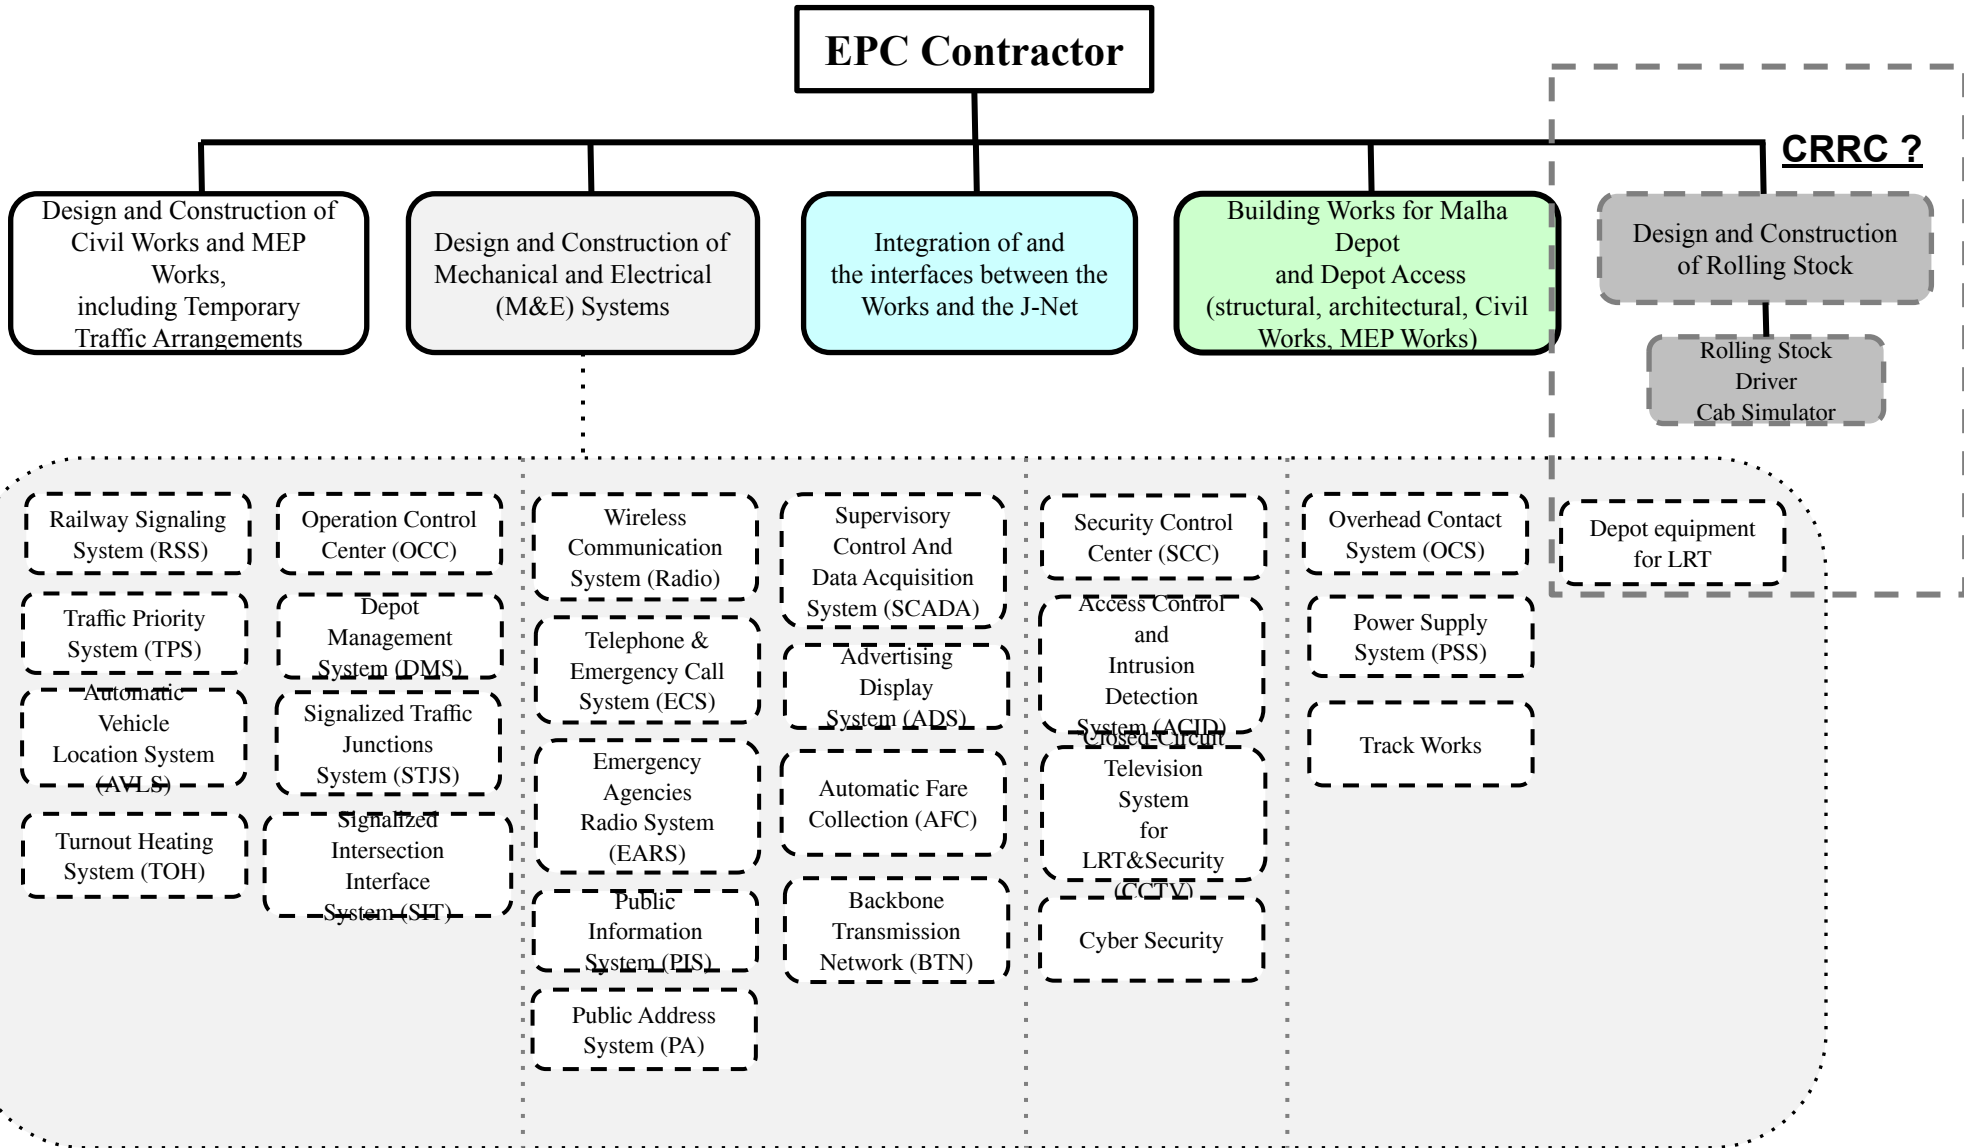 EPC Contractor
CRRC ?
Design and Construction of
Civil Works and MEP
Works,
including Temporary
Traffic Arrangements
Design and Construction of
Mechanical and Electrical
(M&E) Systems
Integration of and
the interfaces between the
Works and the J-Net
Building Works for Malha
Depot
and Depot Access
(structural, architectural, Civil
Works, MEP Works)
Design and Construction
of Rolling Stock
Rolling Stock
Driver
Cab Simulator
Railway Signaling
System (RSS)
Traffic Priority
System (TPS)
Automatic
Vehicle
Location System
(AVLS)
Turnout Heating
System (TOH)
Operation Control
Center (OCC)
Depot
Management
System (DMS)
Signalized Traffic
Junctions
System (STJS)
Signalized
Intersection
Interface
System (SIT)
Wireless
Communication
System (Radio)
Telephone &
Emergency Call
System (ECS)
Emergency
Agencies
Radio System
(EARS)
Public
Information
System (PIS)
Public Address
System (PA)
Supervisory
Control And
Data Acquisition
System (SCADA)
Advertising
Display
System (ADS)
Automatic Fare
Collection (AFC)
Backbone
Transmission
Network (BTN)
Security Control
Center (SCC)
Access Control
and
Intrusion
Detection
System (ACID)
Closed-Circuit
Television
System
for
LRT&Security
(CCTV)
Cyber Security
Overhead Contact
System (OCS)
Power Supply
System (PSS)
Track Works
Depot equipment
for LRT